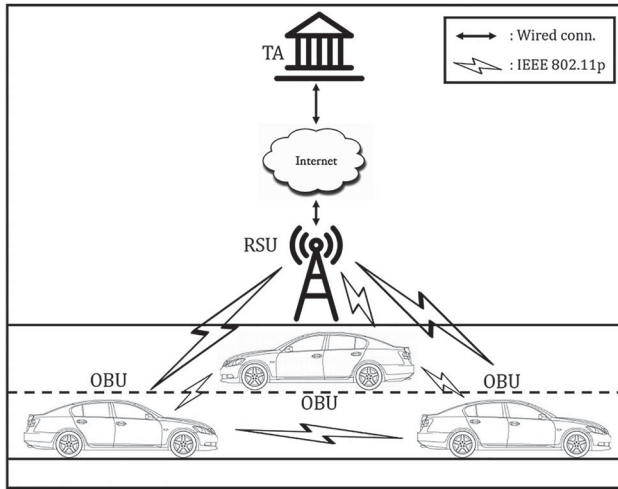 TA
: Wired conn.
: IEEE 802.11p
Internet
RSU
OBU
OBU
OBU